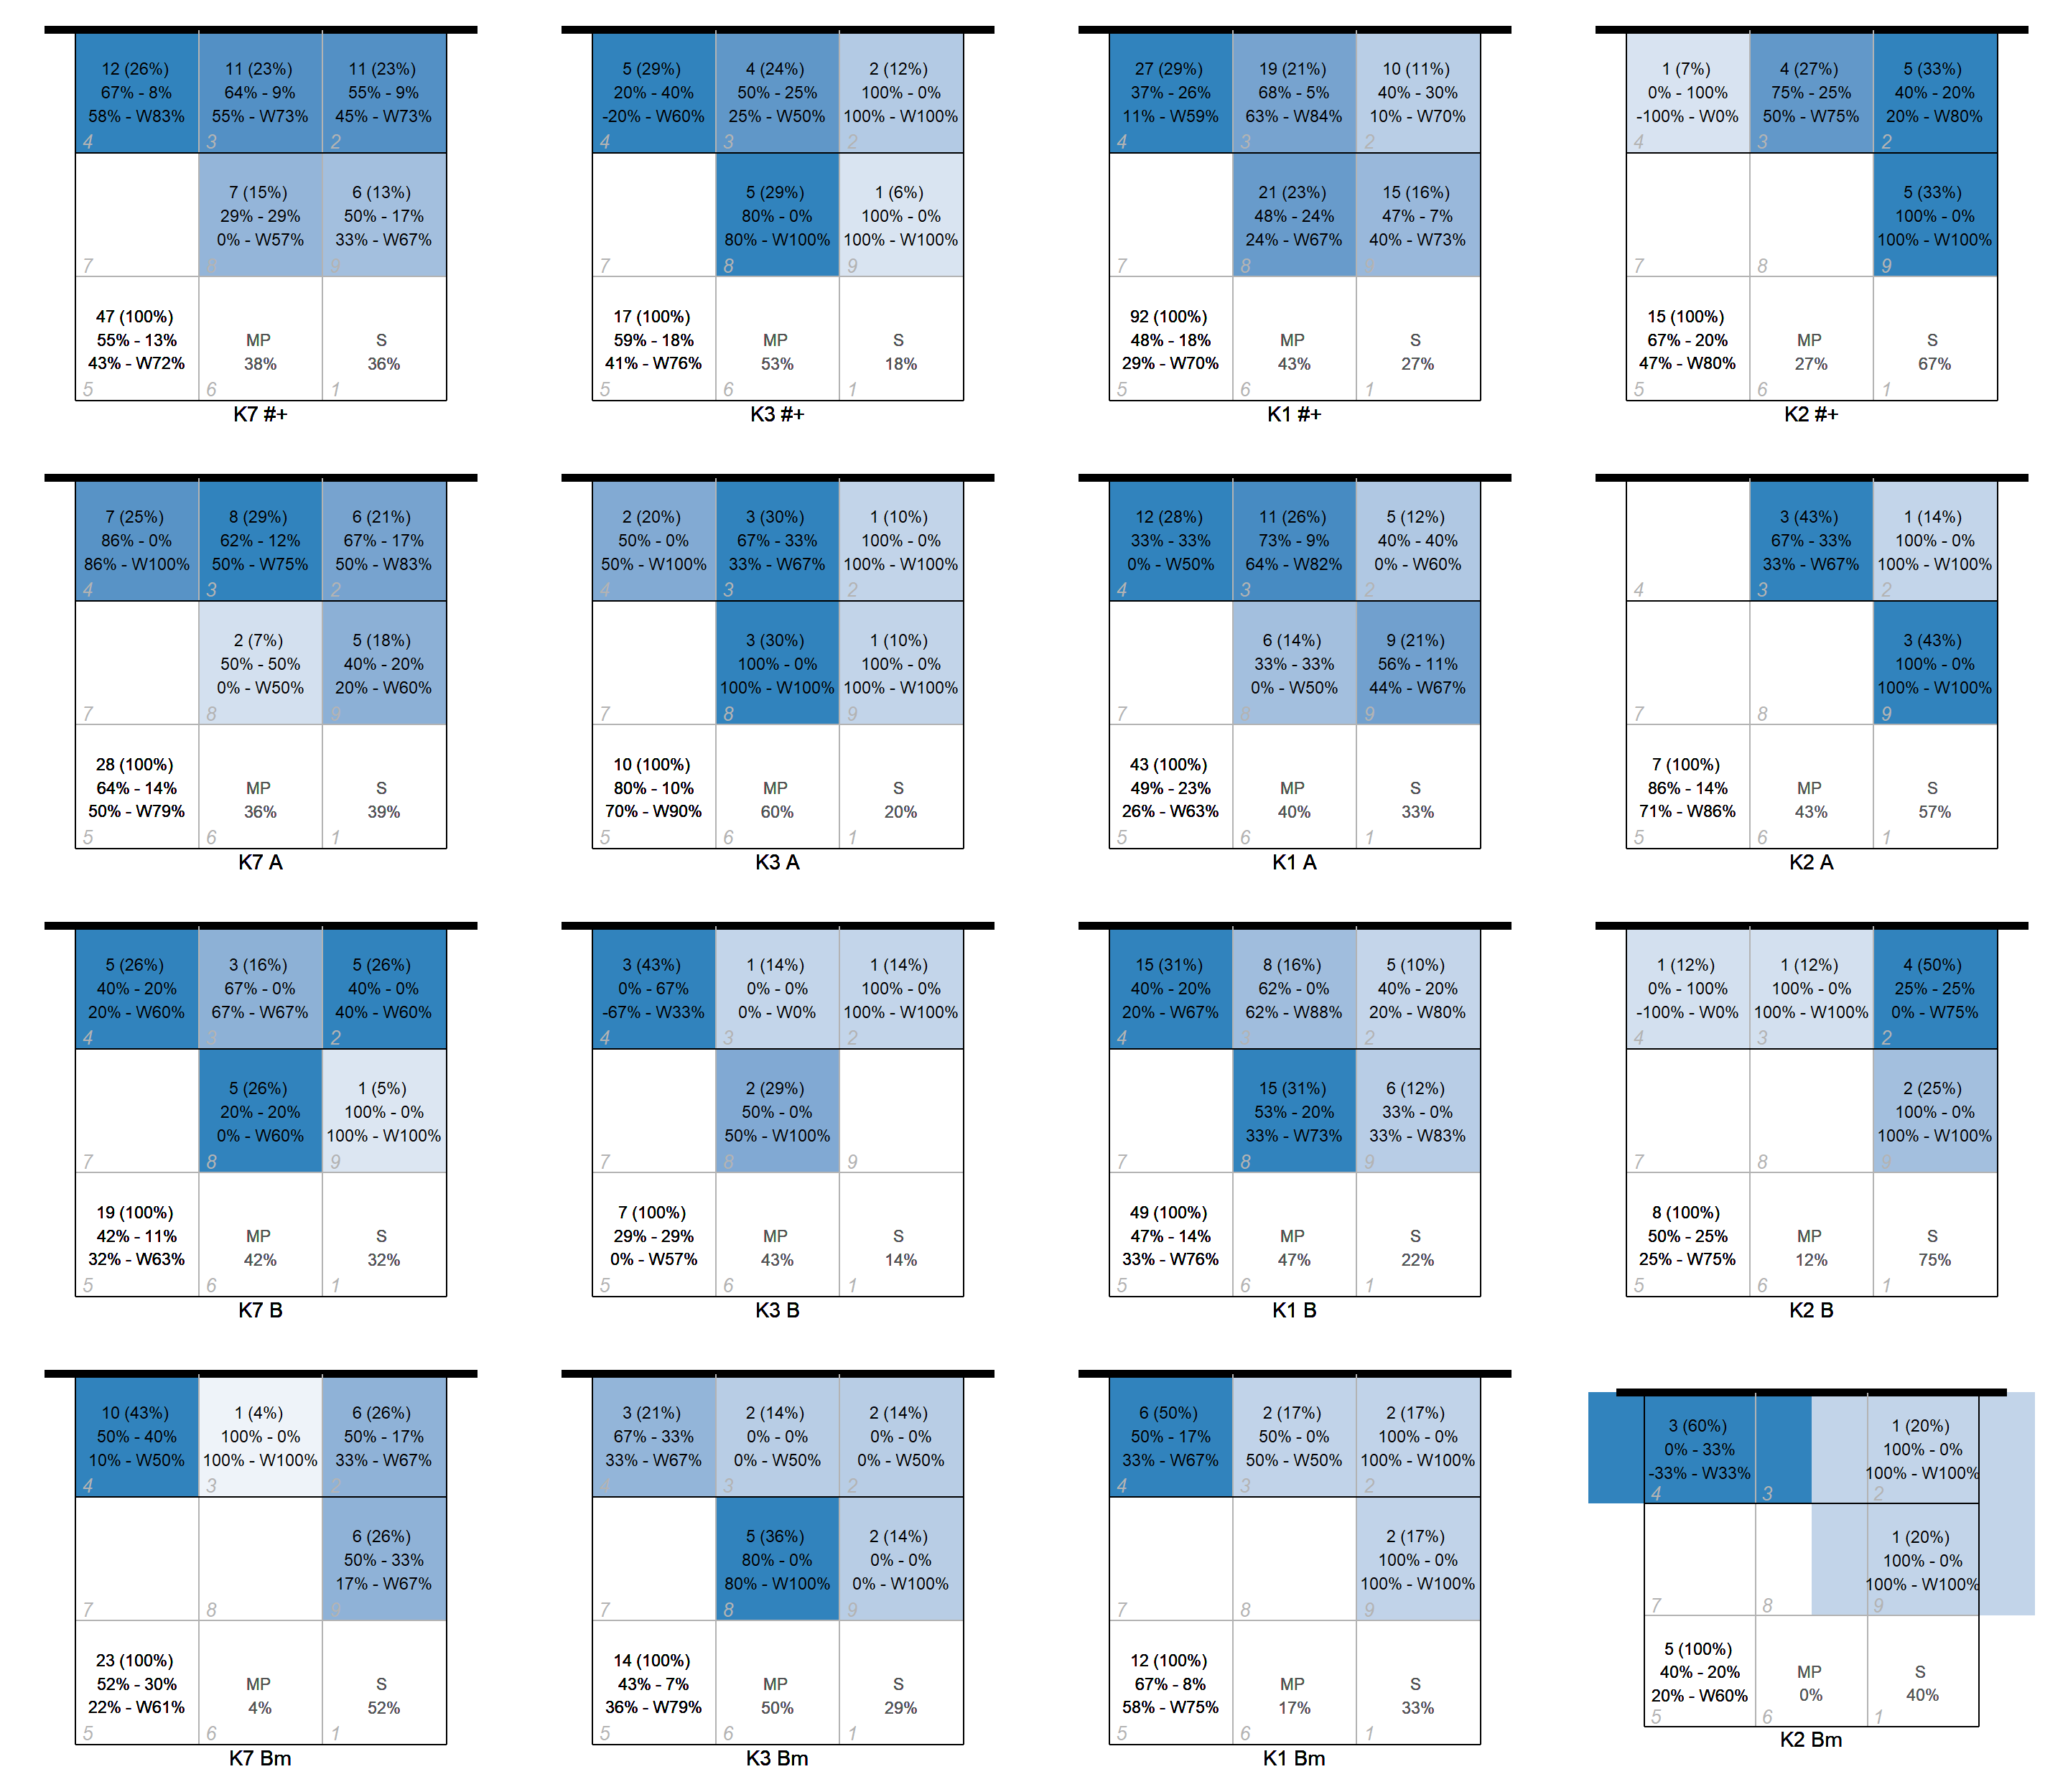 12 (26%) 11 (23%) 11 (23%)
67% - 8% 64% - 9% 55% - 9%
58% - W83% 55% - W73% 45% - W73%
4 3 2
7 (15%) 6 (13%)
29% - 29% 50% - 17%
0% - W57% 33% - W67%
7 8 9
47 (100%)
55% - 13% MP S
43% - W72% 38% 36%
5 6 1
K7 #+
5 (29%) 4 (24%) 2 (12%)
20% - 40% 50% - 25% 100% - 0%
-20% - W60% 25% - W50% 100% - W100%
4 3 2
5 (29%) 1 (6%)
80% - 0% 100% - 0%
80% - W100% 100% - W100%
7 8 9
17 (100%)
59% - 18% MP S
41% - W76% 53% 18%
5 6 1
K3 #+
27 (29%) 19 (21%) 10 (11%)
37% - 26% 68% - 5% 40% - 30%
11% - W59% 63% - W84% 10% - W70%
4 3 2
21 (23%) 15 (16%)
48% - 24% 47% - 7%
24% - W67% 40% - W73%
7 8 9
92 (100%)
48% - 18% MP S
29% - W70% 43% 27%
5 6 1
K1 #+
1 (7%) 4 (27%) 5 (33%)
0% - 100% 75% - 25% 40% - 20%
-100% - W0% 50% - W75% 20% - W80%
4 3 2
5 (33%)
100% - 0%
100% - W100%
7 8 9
15 (100%)
67% - 20% MP S
47% - W80% 27% 67%
5 6 1
K2 #+
7 (25%) 8 (29%) 6 (21%)
86% - 0% 62% - 12% 67% - 17%
86% - W100% 50% - W75% 50% - W83%
4 3 2
2 (7%) 5 (18%)
50% - 50% 40% - 20%
0% - W50% 20% - W60%
7 8 9
28 (100%)
64% - 14% MP S
50% - W79% 36% 39%
5 6 1
K7 A
2 (20%) 3 (30%) 1 (10%)
50% - 0% 67% - 33% 100% - 0%
50% - W100% 33% - W67% 100% - W100%
4 3 2
3 (30%) 1 (10%)
100% - 0% 100% - 0%
100% - W100% 100% - W100%
7 8 9
10 (100%)
80% - 10% MP S
70% - W90% 60% 20%
5 6 1
K3 A
12 (28%) 11 (26%) 5 (12%)
33% - 33% 73% - 9% 40% - 40%
0% - W50% 64% - W82% 0% - W60%
4 3 2
6 (14%) 9 (21%)
33% - 33% 56% - 11%
0% - W50% 44% - W67%
7 8 9
43 (100%)
49% - 23% MP S
26% - W63% 40% 33%
5 6 1
K1 A
3 (43%) 1 (14%)
67% - 33% 100% - 0%
33% - W67% 100% - W100%
4 3 2
3 (43%)
100% - 0%
100% - W100%
7 8 9
7 (100%)
86% - 14% MP S
71% - W86% 43% 57%
5 6 1
K2 A
5 (26%) 3 (16%) 5 (26%)
40% - 20% 67% - 0% 40% - 0%
20% - W60% 67% - W67% 40% - W60%
4 3 2
5 (26%) 1 (5%)
20% - 20% 100% - 0%
0% - W60% 100% - W100%
7 8 9
19 (100%)
42% - 11% MP S
32% - W63% 42% 32%
5 6 1
K7 B
3 (43%) 1 (14%) 1 (14%)
0% - 67% 0% - 0% 100% - 0%
-67% - W33% 0% - W0% 100% - W100%
4 3 2
2 (29%)
50% - 0%
50% - W100%
7 8 9
7 (100%)
29% - 29% MP S
0% - W57% 43% 14%
5 6 1
K3 B
15 (31%) 8 (16%) 5 (10%)
40% - 20% 62% - 0% 40% - 20%
20% - W67% 62% - W88% 20% - W80%
4 3 2
15 (31%) 6 (12%)
53% - 20% 33% - 0%
33% - W73% 33% - W83%
7 8 9
49 (100%)
47% - 14% MP S
33% - W76% 47% 22%
5 6 1
K1 B
1 (12%) 1 (12%) 4 (50%)
0% - 100% 100% - 0% 25% - 25%
-100% - W0% 100% - W100% 0% - W75%
4 3 2
2 (25%)
100% - 0%
100% - W100%
7 8 9
8 (100%)
50% - 25% MP S
25% - W75% 12% 75%
5 6 1
K2 B
10 (43%) 1 (4%) 6 (26%)
50% - 40% 100% - 0% 50% - 17%
10% - W50% 100% - W100% 33% - W67%
4 3 2
6 (26%)
50% - 33%
17% - W67%
7 8 9
23 (100%)
52% - 30% MP S
22% - W61% 4% 52%
5 6 1
K7 Bm
3 (21%) 2 (14%) 2 (14%)
67% - 33% 0% - 0% 0% - 0%
33% - W67% 0% - W50% 0% - W50%
4 3 2
5 (36%) 2 (14%)
80% - 0% 0% - 0%
80% - W100% 0% - W100%
7 8 9
14 (100%)
43% - 7% MP S
36% - W79% 50% 29%
5 6 1
K3 Bm
6 (50%) 2 (17%) 2 (17%)
50% - 17% 50% - 0% 100% - 0%
33% - W67% 50% - W50% 100% - W100%
4 3 2
2 (17%)
100% - 0%
100% - W100%
7 8 9
12 (100%)
67% - 8% MP S
58% - W75% 17% 33%
5 6 1
K1 Bm
3 (60%) 1 (20%)
0% - 33% 100% - 0%
-33% - W33% 100% - W100%
4 3 2
1 (20%)
100% - 0%
100% - W100%
7 8 9
5 (100%)
40% - 20% MP S
20% - W60% 0% 40%
5 6 1
K2 Bm